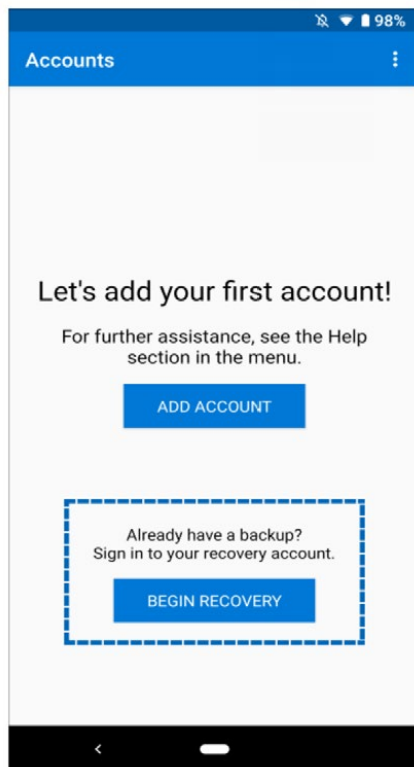 98%
Accounts
Let's add your first account!
For further assistance, see the Help
section in the menu.
ADD ACCOUNT
Already have a backup?
Sign in to your recovery account.
BEGIN RECOVERY